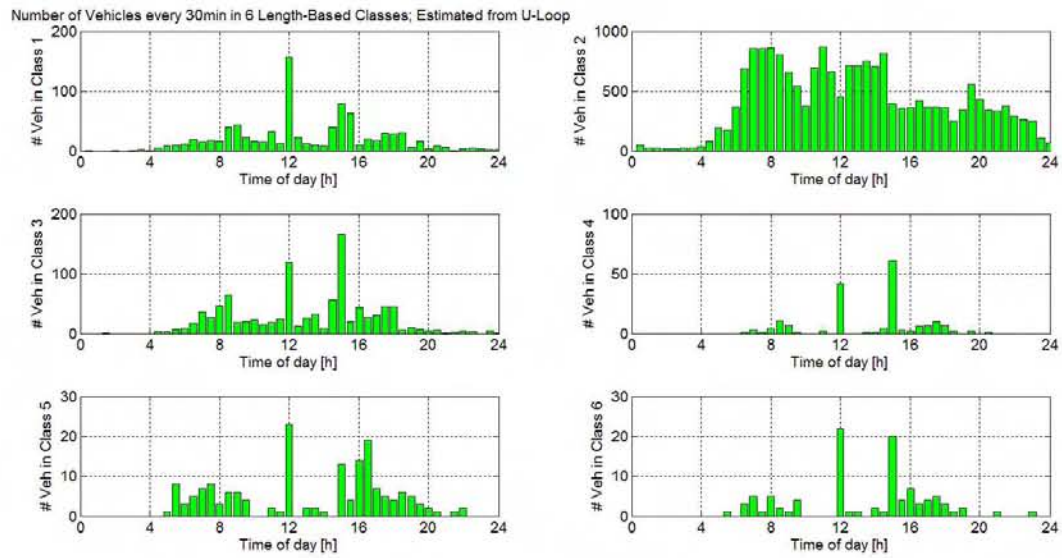 Number of Vehicles every 30min in 6 Length-Based Classes; Estimated from U-Loop
# Veh in Class 1
200
100
0
0 4 8 12 16 20 24
Time of day [h]
# Veh in Class 2
1000
500
0
0 4 8 12 16 20 24
Time of day [h]
# Veh in Class 3
200
100
0
0 4 8 12 16 20 24
Time of day [h]
# Veh in Class 4
100
50
0
0 4 8 12 16 20 24
Time of day [h]
# Veh in Class 5
30
20
10
0
0 4 8 12 16 20 24
Time of day [h]
# Veh in Class 6
30
20
10
0
0 4 8 12 16 20 24
Time of day [h]